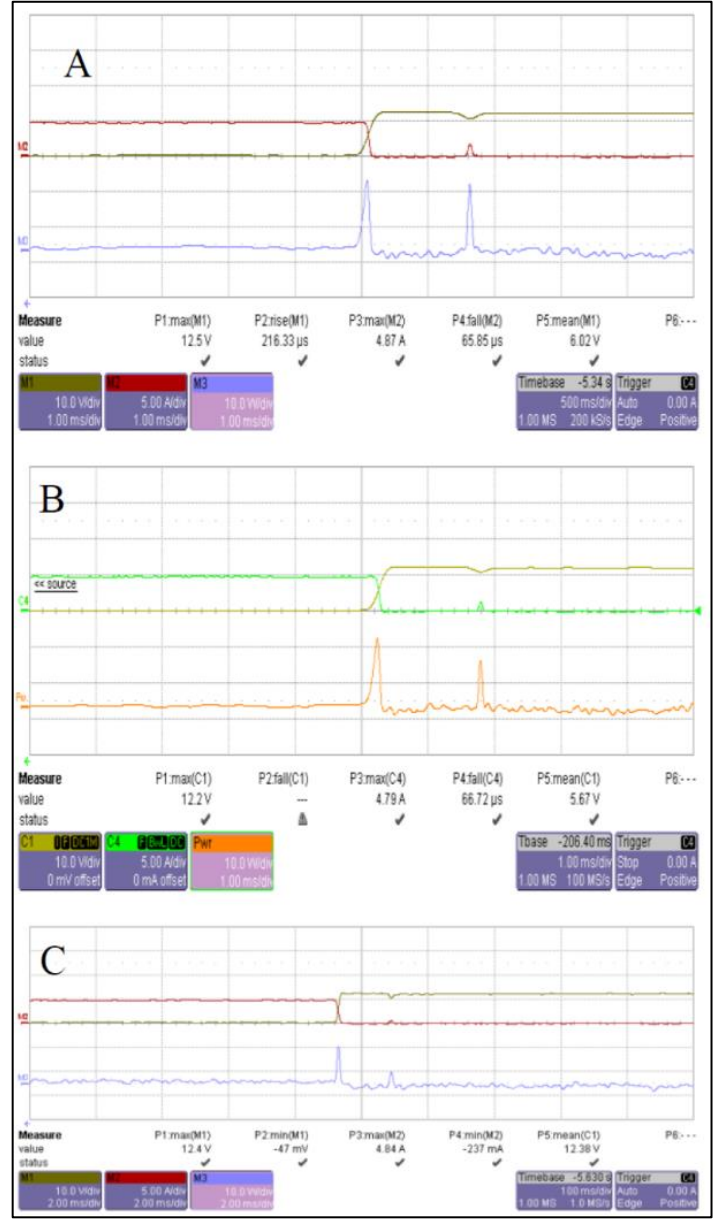 A
M2
M3
Measure P1:max(M1) P2:rise(M1) P3:max(M2) P4:fall(M2) P5:mean(M1) P6:- - -
value 12.5 V 216.33 µs 4.87 A 65.85 µs 6.02 V
status
M1 M2 M3 Timebase -5.34 s Trigger C4
10.0 V/div 5.00 A/div 10.0 W/div 500 ms/div Auto 0.00 A
1.00 ms/div 1.00 ms/div 1.00 ms/div 1.00 MS 200 kS/s Edge Positive
B
<< source
C4
Measure P1:max(C1) P2:fall(C1) P3:max(C4) P4:fall(C4) P5:mean(C1) P6:- - -
value 12.2 V --- 4.79 A 66.72 µs 5.67 V
status
C1 F DC1M C4 F BwL DC Pwr Tbase -206.40 ms Trigger C4
10.0 V/div 5.00 A/div 10.0 W/div 1.00 ms/div Stop 0.00 A
0 mV offset 0 mA offset 1.00 ms/div 1.00 MS 100 MS/s Edge Positive
C
M2
M3
Measure P1:max(M1) P2:min(M1) P3:max(M2) P4:min(M2) P5:mean(C1) P6:- - -
value 12.4 V -47 mV 4.84 A -237 mA 12.38 V
status
M1 M2 M3 Timebase -5.630 s Trigger C4
10.0 V/div 5.00 A/div 10.0 W/div 100 ms/div Auto 0.00 A
2.00 ms/div 2.00 ms/div 2.00 ms/div 1.00 MS 1.0 MS/s Edge Positive